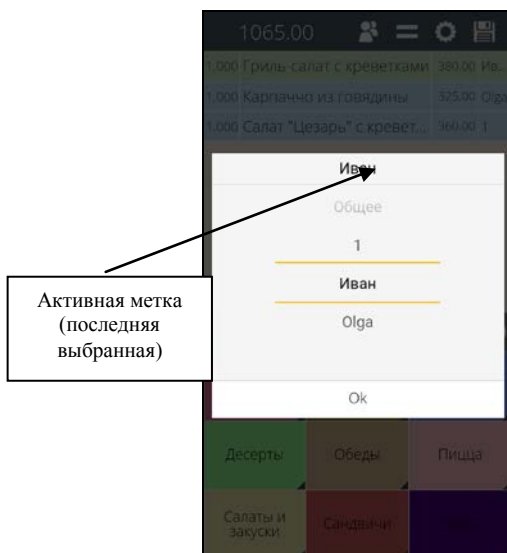 1065.00
1.000 Гриль-салат с креветками 380.00 Ив...
1.000 Карпаччо из говядины 325.00 Olga
1.000 Салат "Цезарь" с кревет... 360.00 1
Иван
Общее
1
Иван
Olga
Ok
Активная метка
(последняя
выбранная)
Десерты Обеды Пицца
Салаты и
закуски Сандвичи